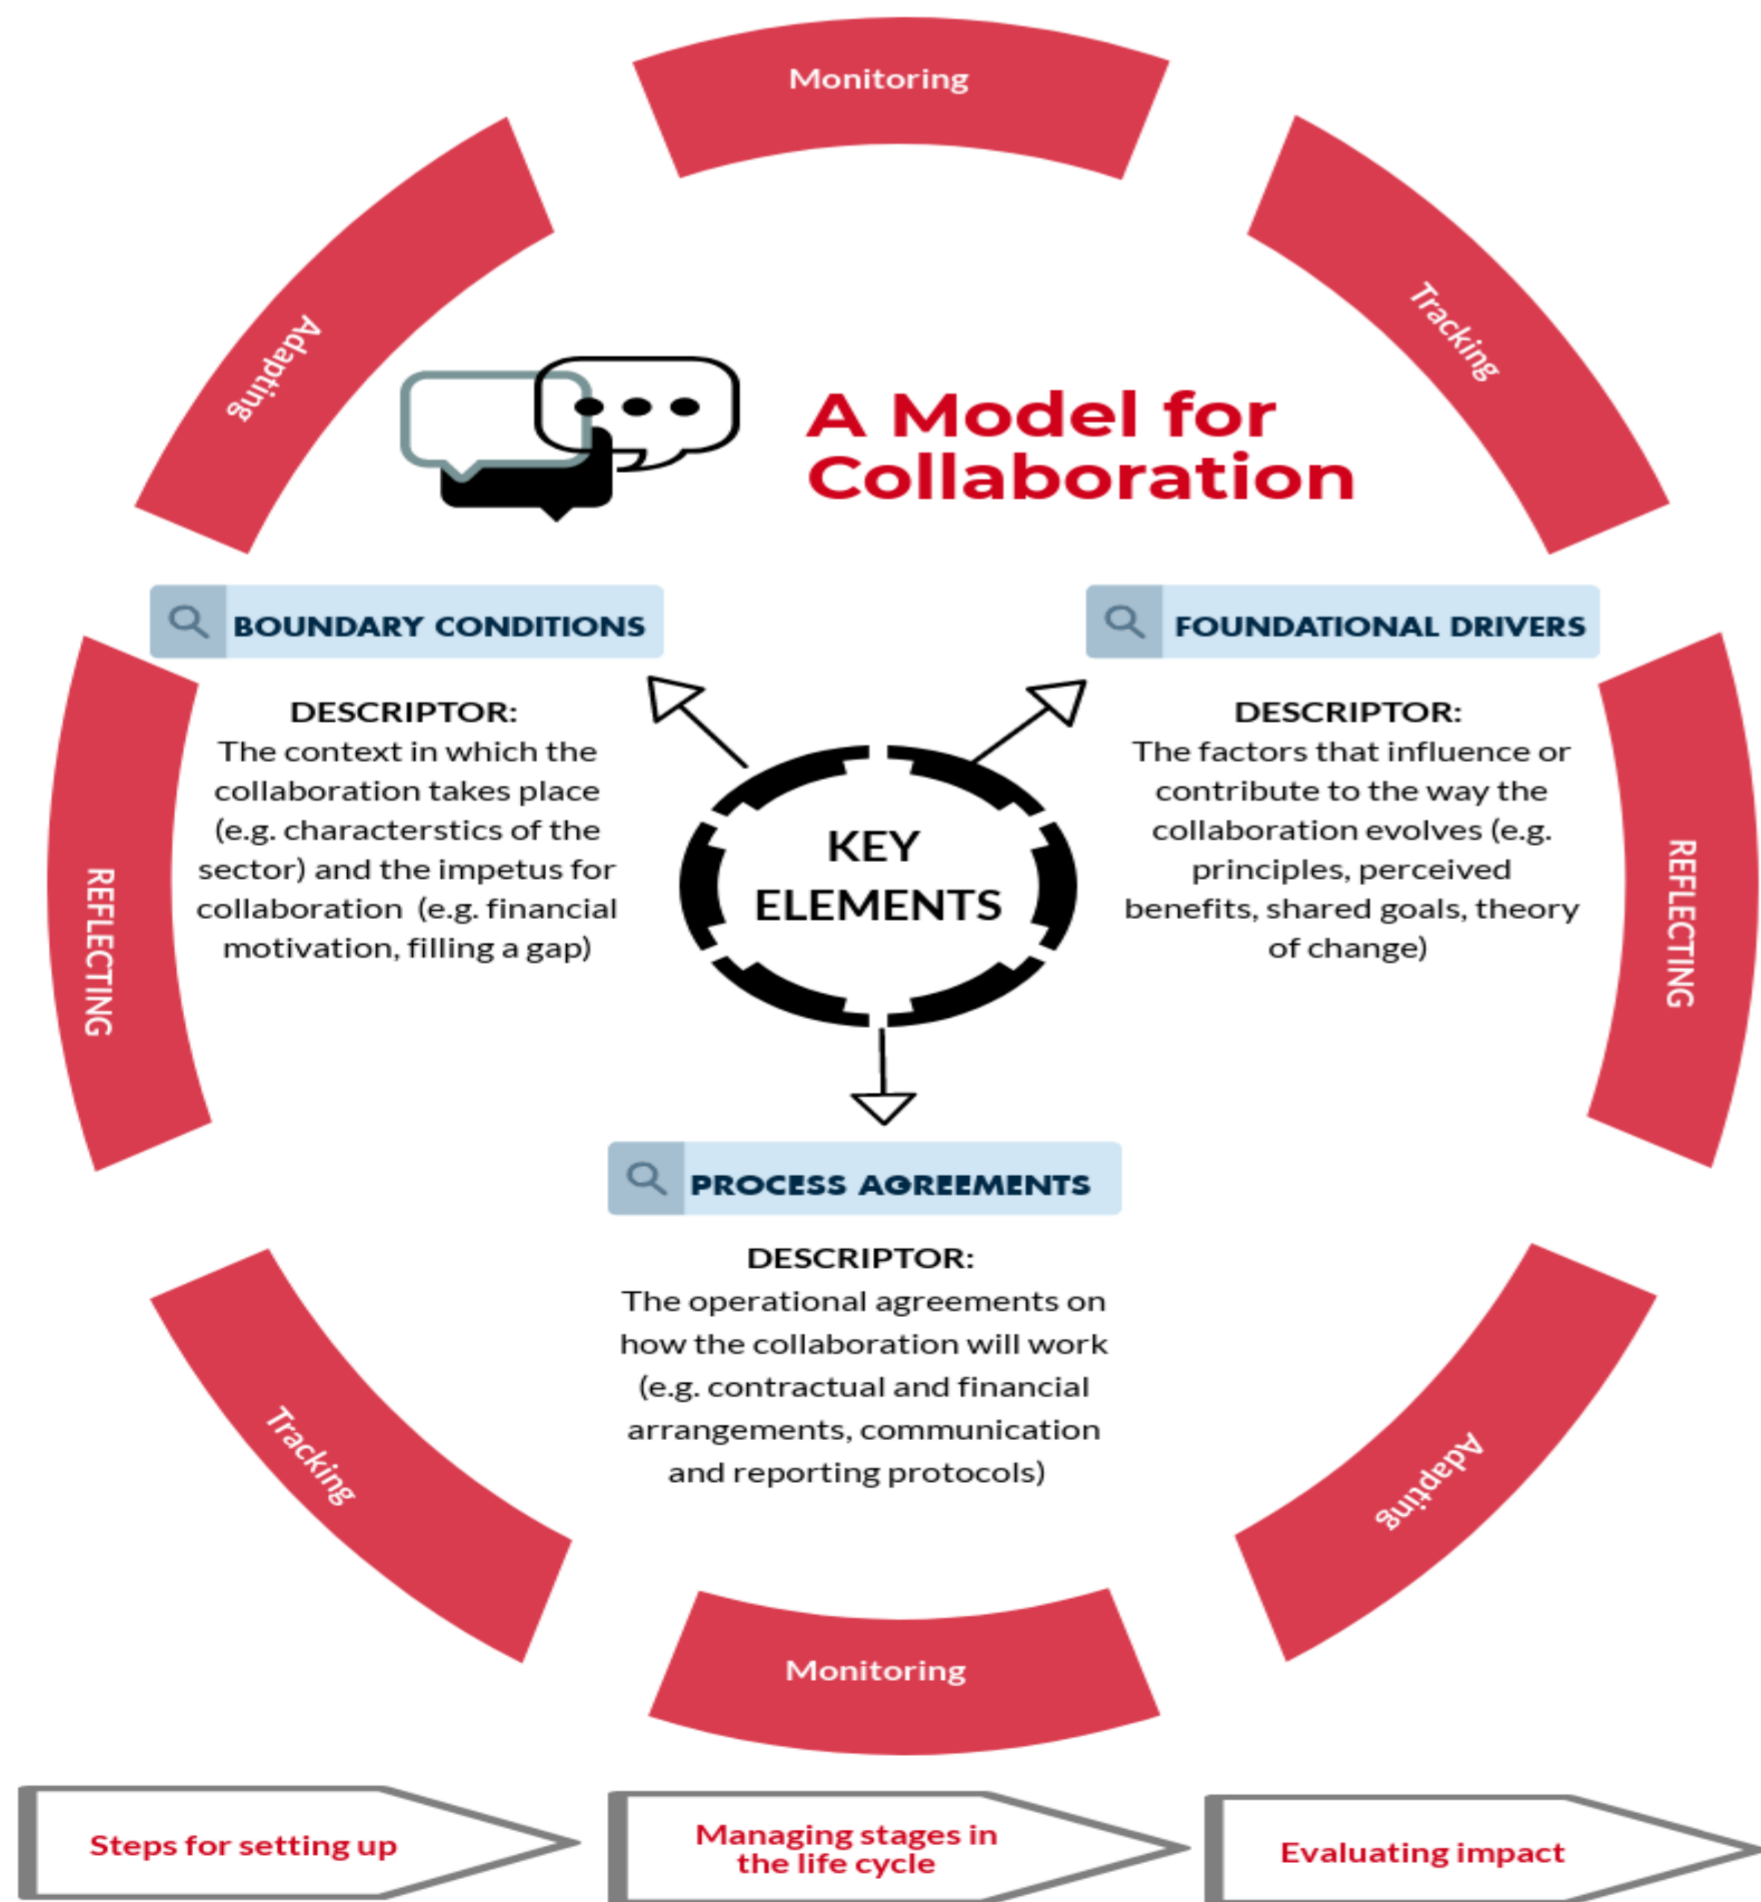 Monitoring
Tracking
Adapting
A Model for
Collaboration
BOUNDARY CONDITIONS
DESCRIPTOR:
The context in which the
collaboration takes place
(e.g. characterstics of the
sector) and the impetus for
collaboration (e.g. financial
motivation, filling a gap)
FOUNDATIONAL DRIVERS
DESCRIPTOR:
The factors that influence or
contribute to the way the
collaboration evolves (e.g.
principles, perceived
benefits, shared goals, theory
of change)
KEY
ELEMENTS
REFLECTING
REFLECTING
PROCESS AGREEMENTS
DESCRIPTOR:
The operational agreements on
how the collaboration will work
(e.g. contractual and financial
arrangements, communication
and reporting protocols)
Tracking
Adapting
Monitoring
Steps for setting up
Managing stages in
the life cycle
Evaluating impact